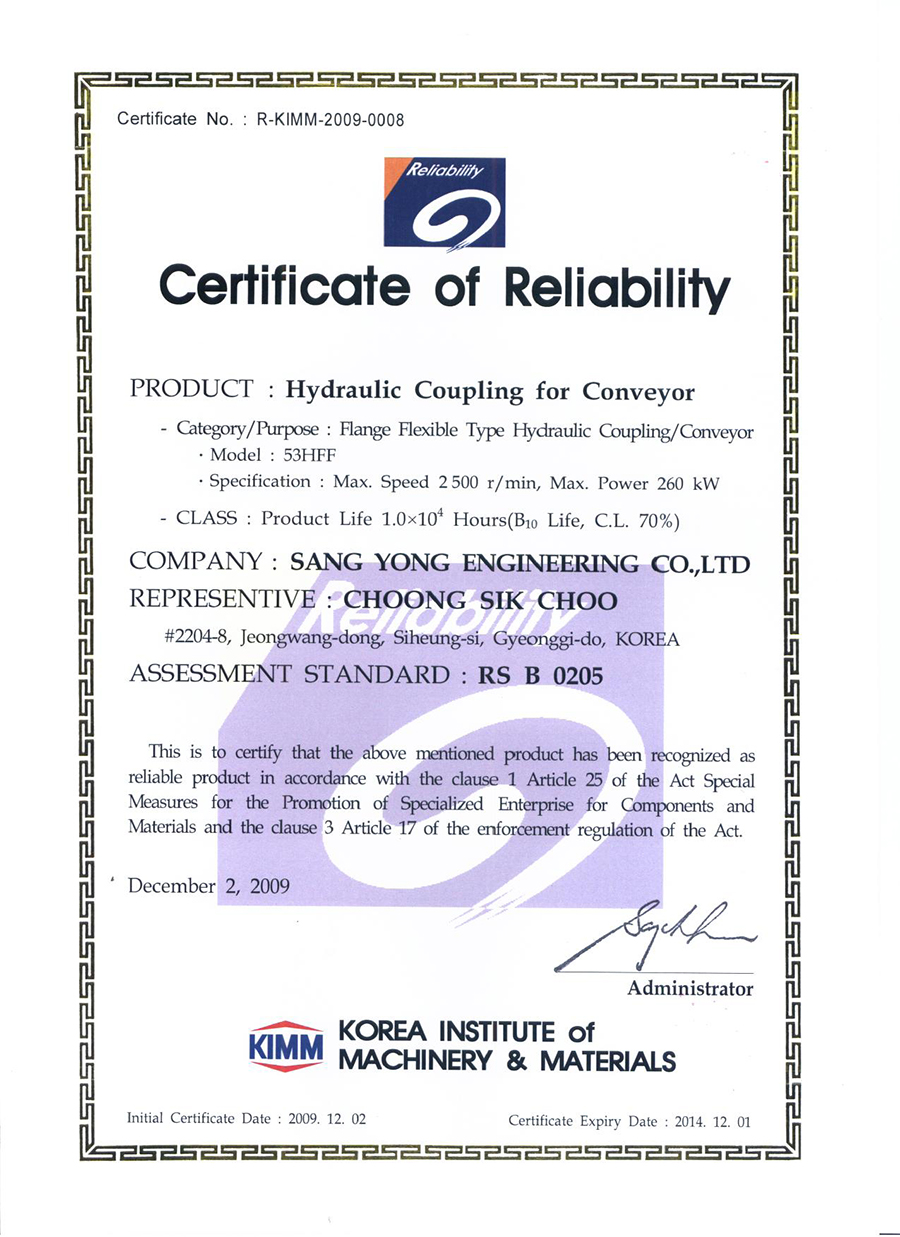 Certificate No. : R-KIMM-2009-0008
Reliability
Certificate of Reliability
PRODUCT : Hydraulic Coupling for Conveyor
- Category/Purpose : Flange Flexible Type Hydraulic Coupling/Conveyor
· Model : 53HFF
· Specification : Max. Speed 2 500 r/min, Max. Power 260 kW
- CLASS : Product Life 1.0×10⁴ Hours(B₁₀ Life, C.L. 70%)
COMPANY : SANG YONG ENGINEERING CO.,LTD
Reliability
REPRESENTIVE : CHOONG SIK CHOO
#2204-8, Jeongwang-dong, Siheung-si, Gyeonggi-do, KOREA
ASSESSMENT STANDARD : RS B 0205
This is to certify that the above mentioned product has been recognized as
reliable product in accordance with the clause 1 Article 25 of the Act Special
Measures for the Promotion of Specialized Enterprise for Components and
Materials and the clause 3 Article 17 of the enforcement regulation of the Act.
December 2, 2009
Administrator
KIMM
KOREA INSTITUTE of
MACHINERY & MATERIALS
Initial Certificate Date : 2009. 12. 02
Certificate Expiry Date : 2014. 12. 01